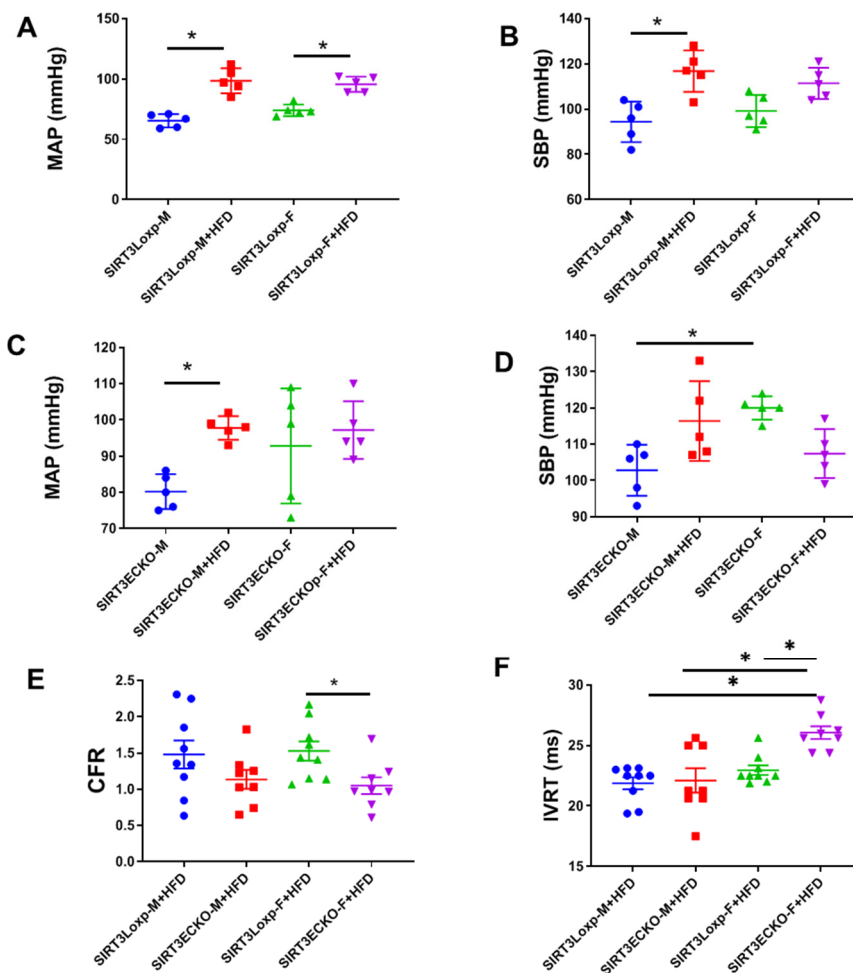 A
MAP (mmHg)
150
100
50
0
*
*
SIRT3Loxp-M
SIRT3Loxp-M+HFD
SIRT3Loxp-F
SIRT3Loxp-F+HFD
B
SBP (mmHg)
140
120
100
80
60
*
SIRT3Loxp-M
SIRT3Loxp-M+HFD
SIRT3Loxp-F
SIRT3Loxp-F+HFD
C
MAP (mmHg)
120
110
100
90
80
70
*
SIRT3ECKO-M
SIRT3ECKO-M+HFD
SIRT3ECKO-F
SIRT3ECKOp-F+HFD
D
SBP (mmHg)
140
130
120
110
100
90
*
SIRT3ECKO-M
SIRT3ECKO-M+HFD
SIRT3ECKO-F
SIRT3ECKO-F+HFD
E
CFR
2.5
2.0
1.5
1.0
0.5
0.0
*
SIRT3Loxp-M+HFD
SIRT3ECKO-M+HFD
SIRT3Loxp-F+HFD
SIRT3ECKO-F+HFD
F
IVRT (ms)
30
25
20
15
*
*
*
SIRT3Loxp-M+HFD
SIRT3ECKO-M+HFD
SIRT3Loxp-F+HFD
SIRT3ECKO-F+HFD